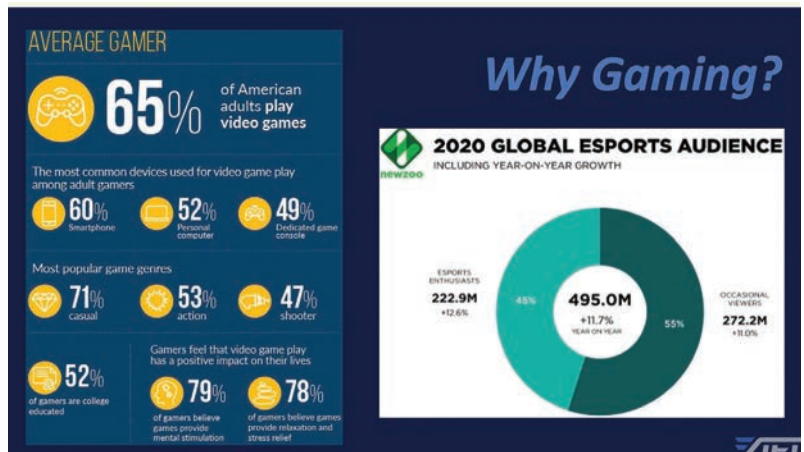 AVERAGE GAMER
65%
of American
adults play
video games
The most common devices used for video game play
among adult gamers
60%
Smartphone
52%
Personal
computer
49%
Dedicated game
console
Most popular game genres
71%
casual
53%
action
47%
shooter
52%
of gamers are college
educated
Gamers feel that video game play
has a positive impact on their lives
79%
of gamers believe
games provide
mental stimulation
78%
of gamers believe games
provide relaxation and
stress relief
Why Gaming?
newzoo
2020 GLOBAL ESPORTS AUDIENCE
INCLUDING YEAR-ON-YEAR GROWTH
ESPORTS
ENTHUSIASTS
222.9M
+12.6%
45%
495.0M
+11.7%
YEAR ON YEAR
55%
OCCASIONAL
VIEWERS
272.2M
+11.0%